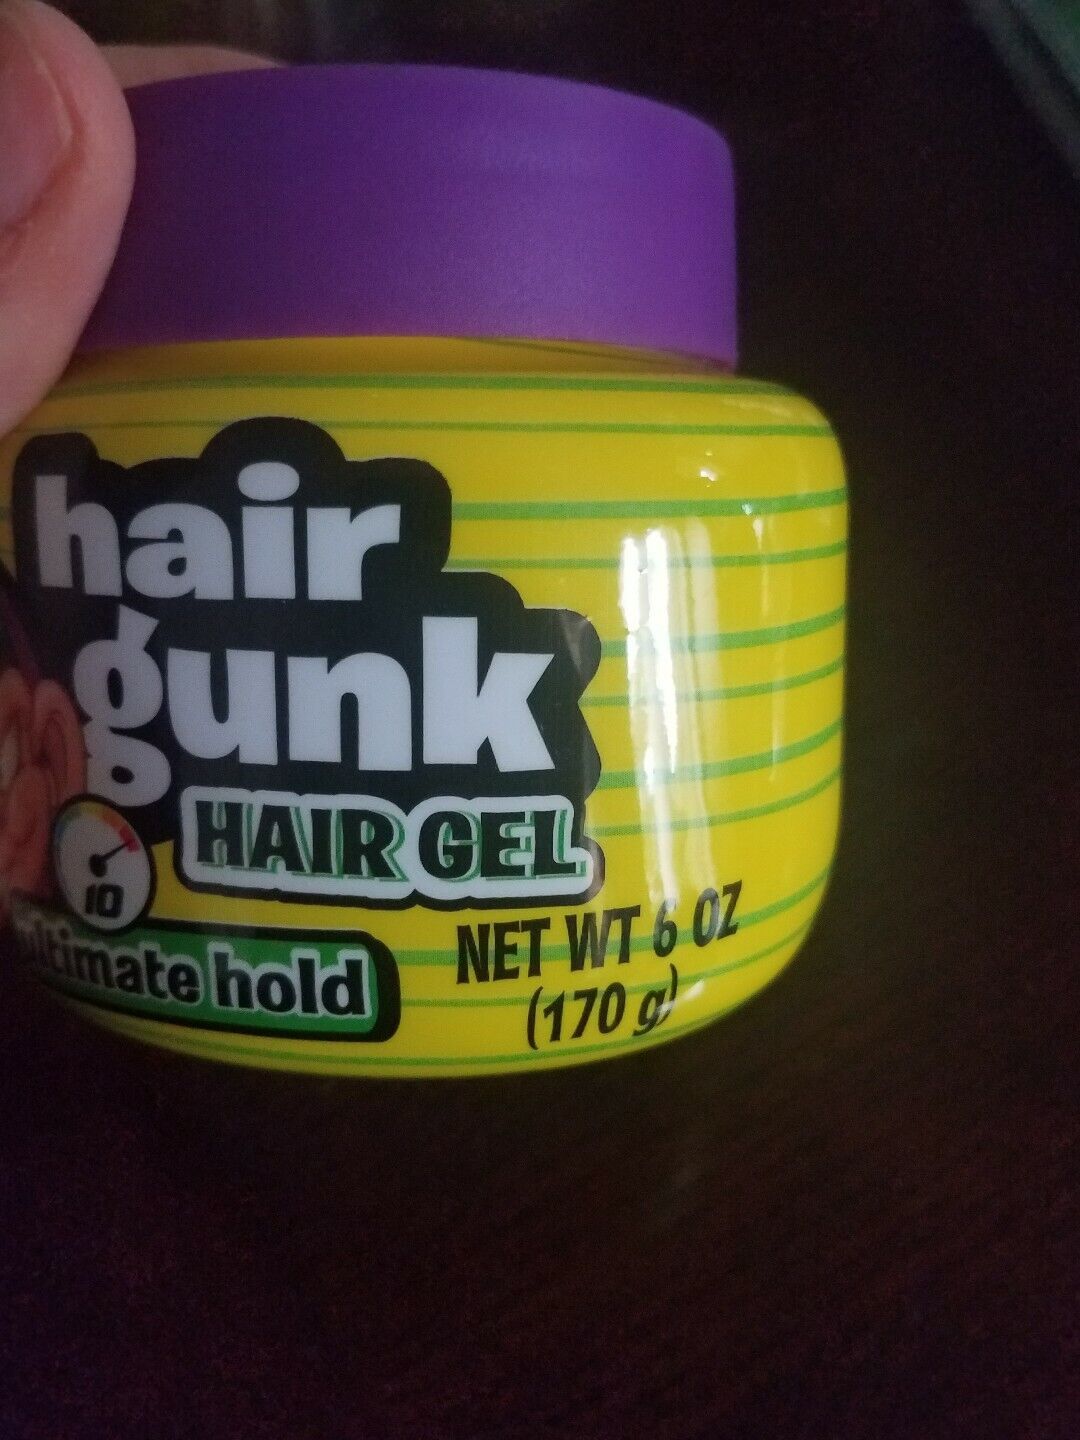 hair
gunk
HAIR GEL
10
ultimate hold
NET WT 6 OZ
(170 g)